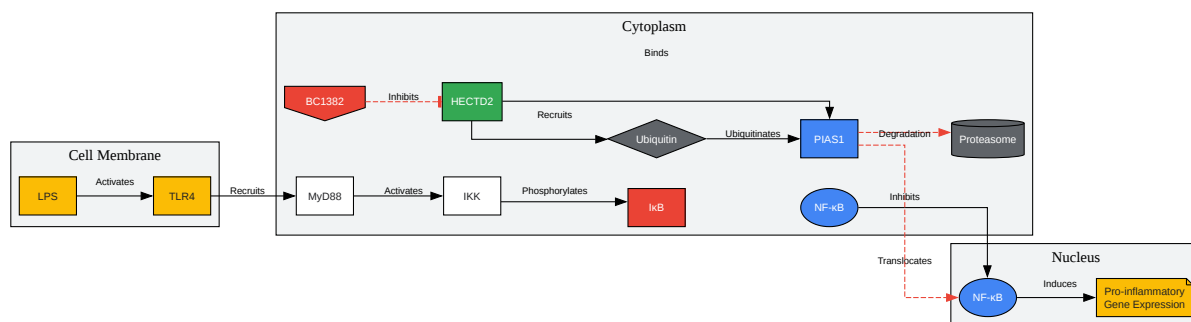 Cytoplasm
Binds
BC1382
Inhibits
HECTD2
Recruits
Ubiquitin
Ubiquitinates
PIAS1
Degradation
Proteasome
Cell Membrane
LPS
Activates
TLR4
Recruits
MyD88
Activates
IKK
Phosphorylates
IκB
NF-κB
Inhibits
Translocates
Nucleus
NF-κB
Induces
Pro-inflammatory
Gene Expression